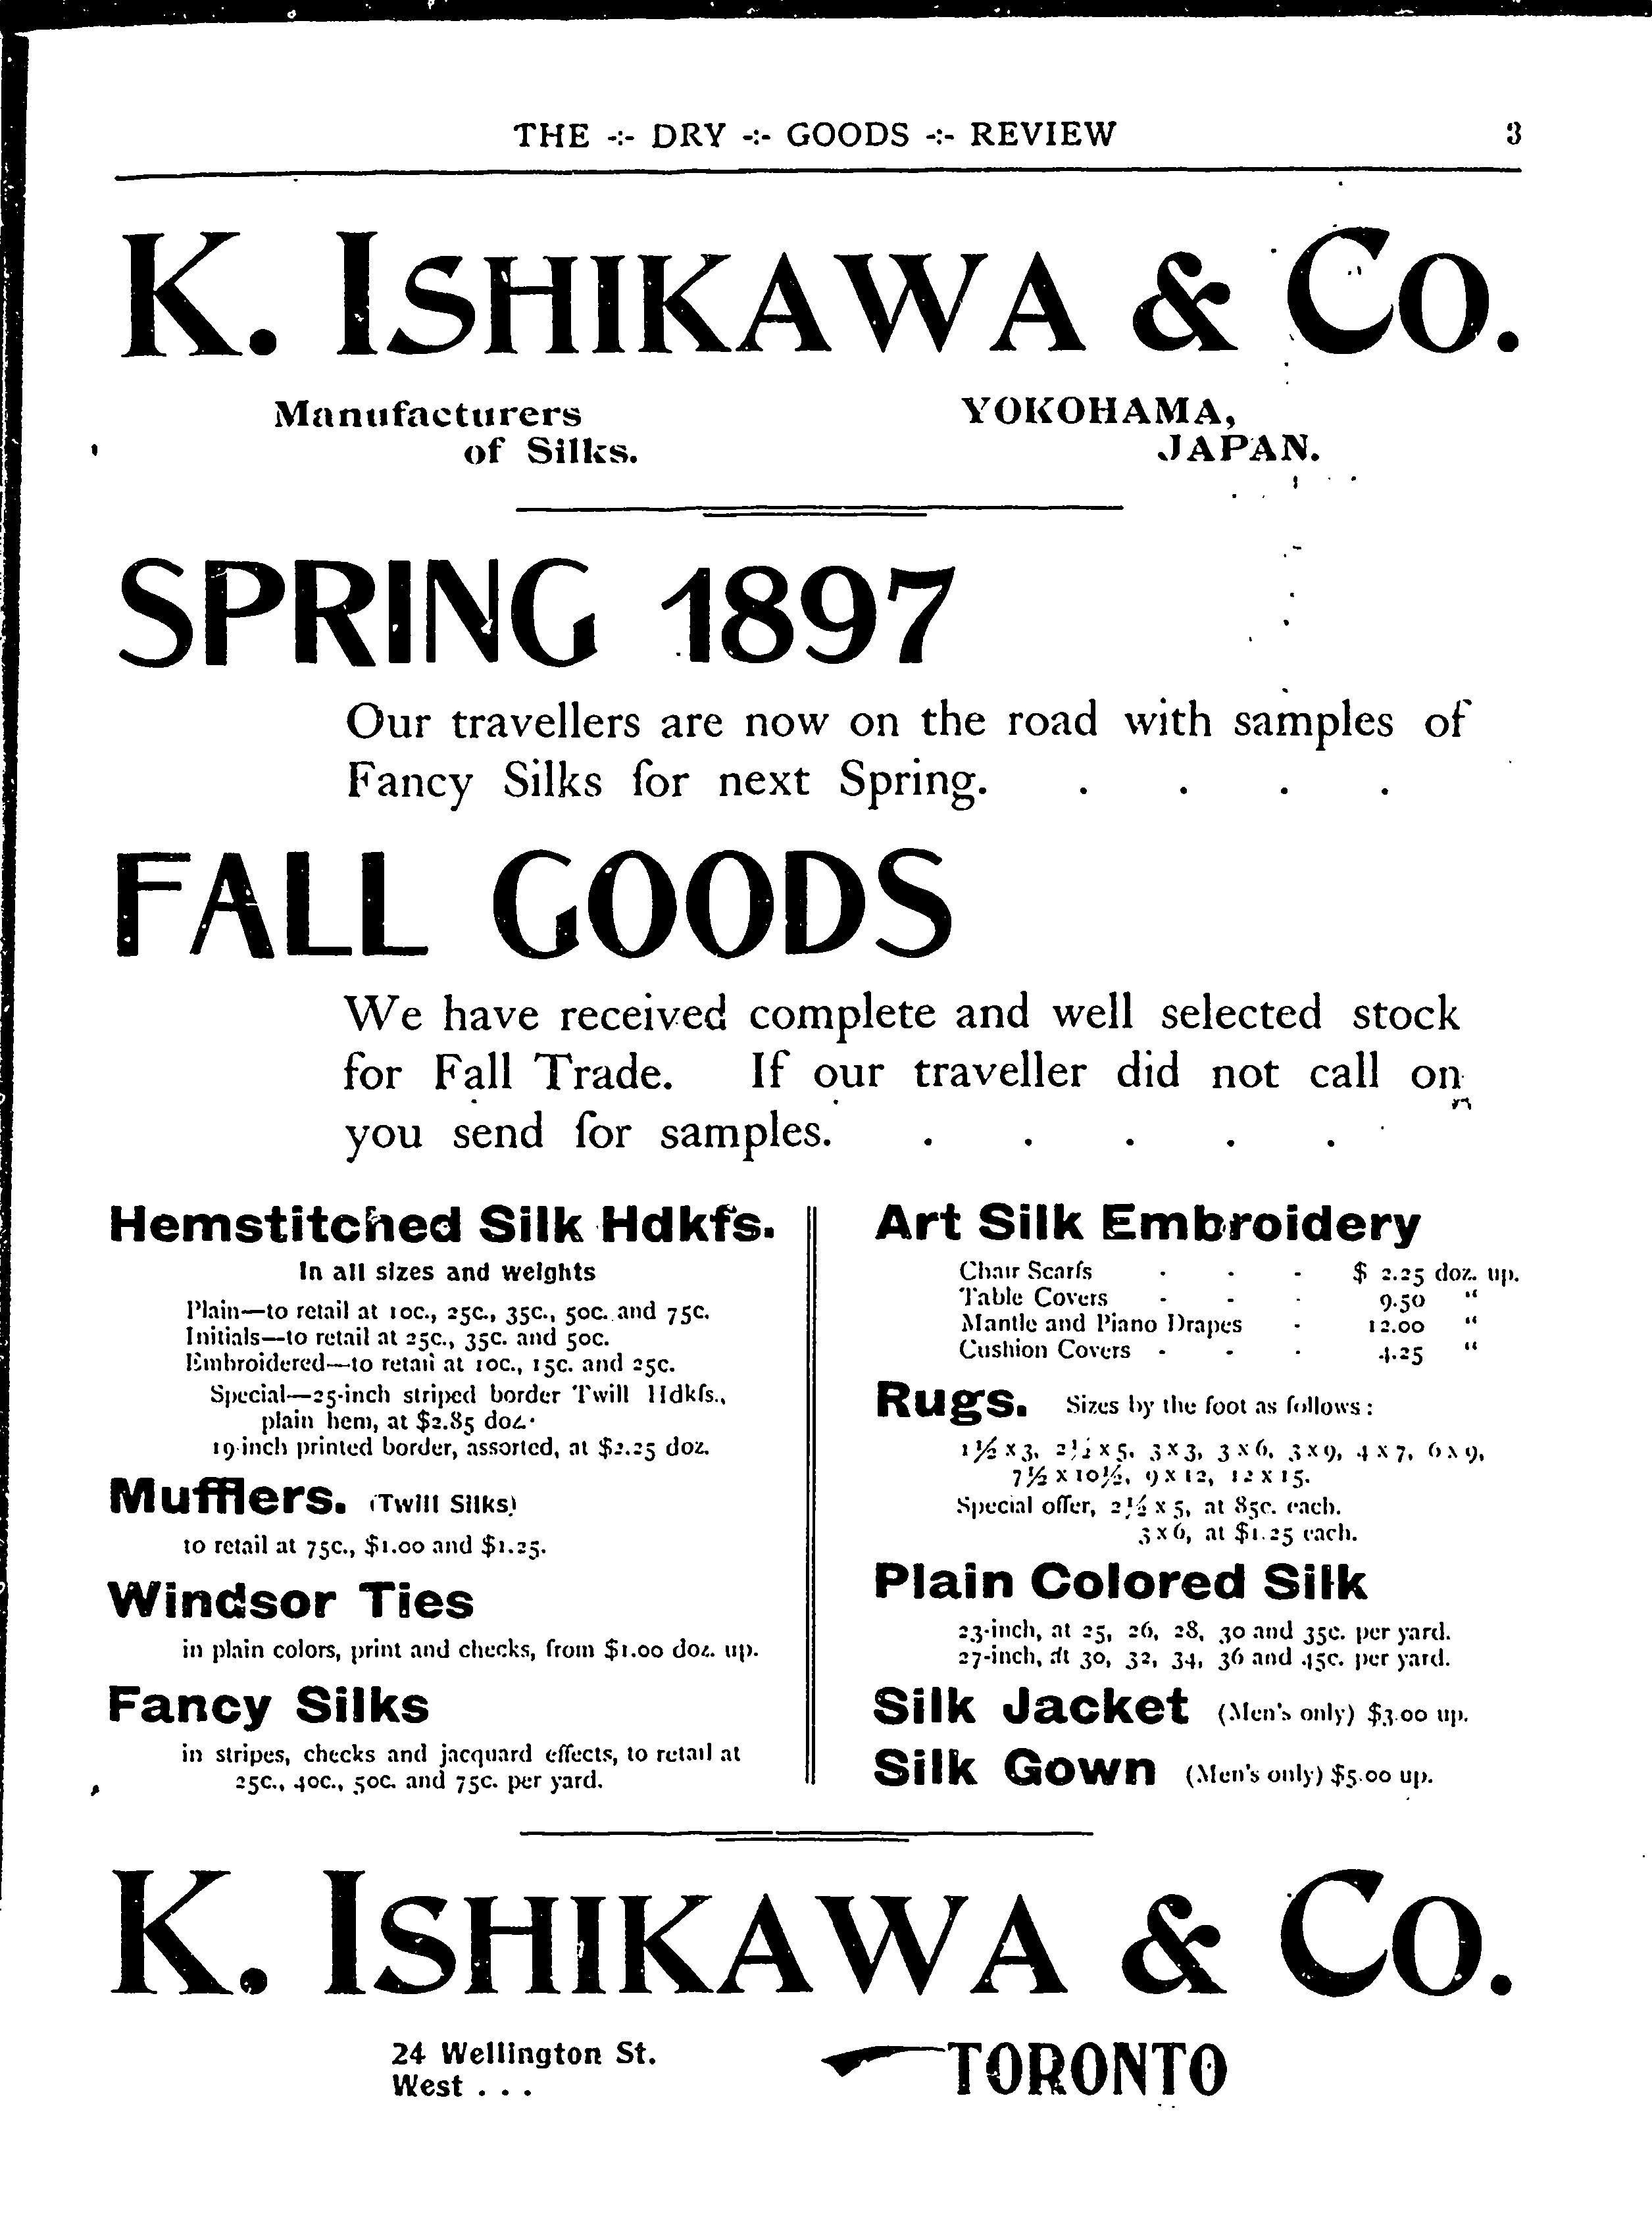 THE -:- DRY -:- GOODS -:- REVIEW 3
K. ISHIKAWA & CO.
Manufacturers
of Silks.
YOKOHAMA,
JAPAN.
SPRING 1897
Our travellers are now on the road with samples of
Fancy Silks for next Spring. . . . .
FALL GOODS
We have received complete and well selected stock
for Fall Trade. If our traveller did not call on
you send for samples. . . . . .
Hemstitched Silk Hdkfs.
In all sizes and weights
Plain—to retail at 10c., 25c., 35c., 50c. and 75c.
Initials—to retail at 25c., 35c. and 50c.
Embroidered—to retail at 10c., 15c. and 25c.
Special—25-inch striped border Twill Hdkfs.,
plain hem, at $2.85 doz.
19-inch printed border, assorted, at $2.25 doz.
Mufflers. (Twill Silks)
to retail at 75c., $1.00 and $1.25.
Windsor Ties
in plain colors, print and checks, from $1.00 doz. up.
Fancy Silks
in stripes, checks and jacquard effects, to retail at
25c., 40c., 50c. and 75c. per yard.
Art Silk Embroidery
Chair Scarfs - - - $ 2.25 doz. up.
Table Covers - - - 9.50 "
Mantle and Piano Drapes - 12.00 "
Cushion Covers - - - 4.25 "
Rugs. Sizes by the foot as follows:
1½ x 3, 2½ x 5, 3 x 3, 3 x 6, 3 x 9, 4 x 7, 6 x 9,
7½ x 10½, 9 x 12, 12 x 15.
Special offer, 2½ x 5, at 85c. each.
3 x 6, at $1.25 each.
Plain Colored Silk
23-inch, at 25, 26, 28, 30 and 35c. per yard.
27-inch, at 30, 32, 34, 36 and 45c. per yard.
Silk Jacket (Men's only) $3.00 up.
Silk Gown (Men's only) $5.00 up.
K. ISHIKAWA & CO.
24 Wellington St.
West . . .
TORONTO